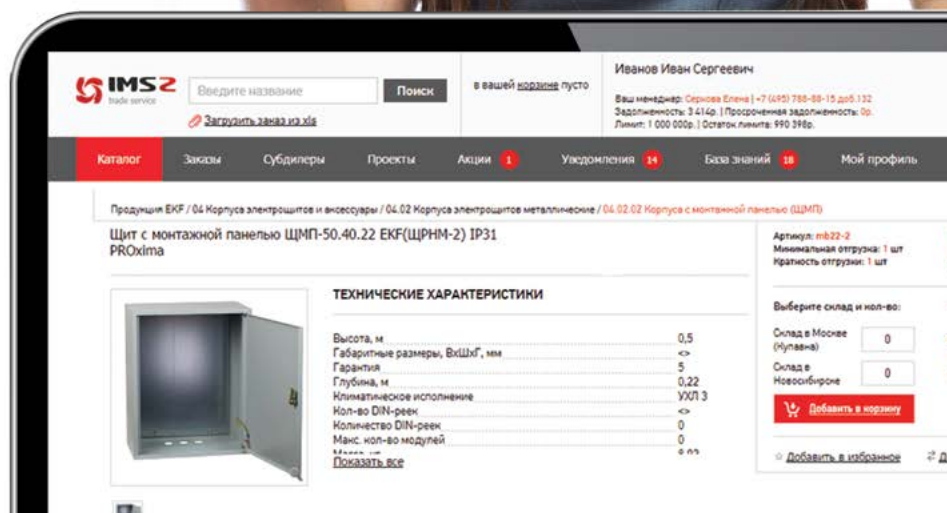 IMS2
trade service
Введите название
Поиск
Загрузить заказ из xls
в вашей корзине пусто
Иванов Иван Сергеевич
Ваш менеджер: Серкова Елена | +7 (495) 788-88-15 доб.132
Задолженность: 3 414р. | Просроченная задолженность: 0р.
Лимит: 1 000 000р. | Остаток лимита: 990 398р.
Каталог Заказы Субдилеры Проекты Акции 1 Уведомления 14 База знаний 18 Мой профиль
Продукция EKF / 04 Корпуса электрощитов и аксессуары / 04.02 Корпуса электрощитов металлические / 04.02.02 Корпуса с монтажной панелью (ЩМП)
Щит с монтажной панелью ЩМП-50.40.22 EKF(ЩРНМ-2) IP31
PROxima
Артикул: mb22-2
Минимальная отгрузка: 1 шт
Кратность отгрузки: 1 шт
ТЕХНИЧЕСКИЕ ХАРАКТЕРИСТИКИ
Высота, м 0,5
Габаритные размеры, ВхШхГ, мм <>
Гарантия 5
Глубина, м 0,22
Климатическое исполнение УХЛ 3
Кол-во DIN-реек <>
Количество DIN-реек 0
Макс. кол-во модулей 0
Показать все
Выберите склад и кол-во:
Склад в Москве
(Купавна) 0
Склад в
Новосибирске 0
Добавить в корзину
Добавить в избранное